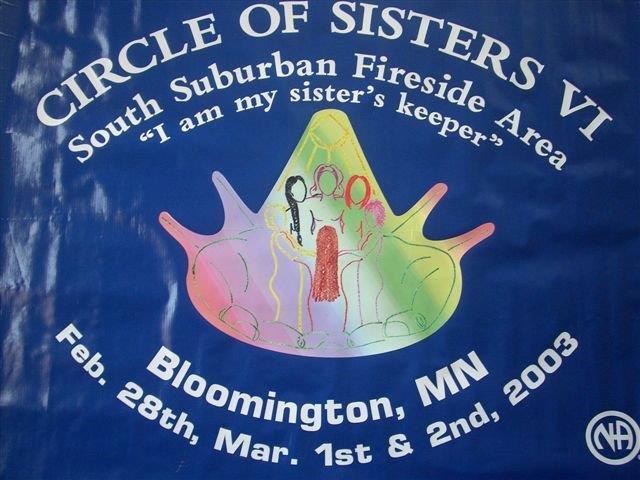 CIRCLE OF SISTERS VI
South Suburban Fireside Area
"I am my sister's keeper"
Bloomington, MN
Feb. 28th, Mar. 1st & 2nd, 2003
NA